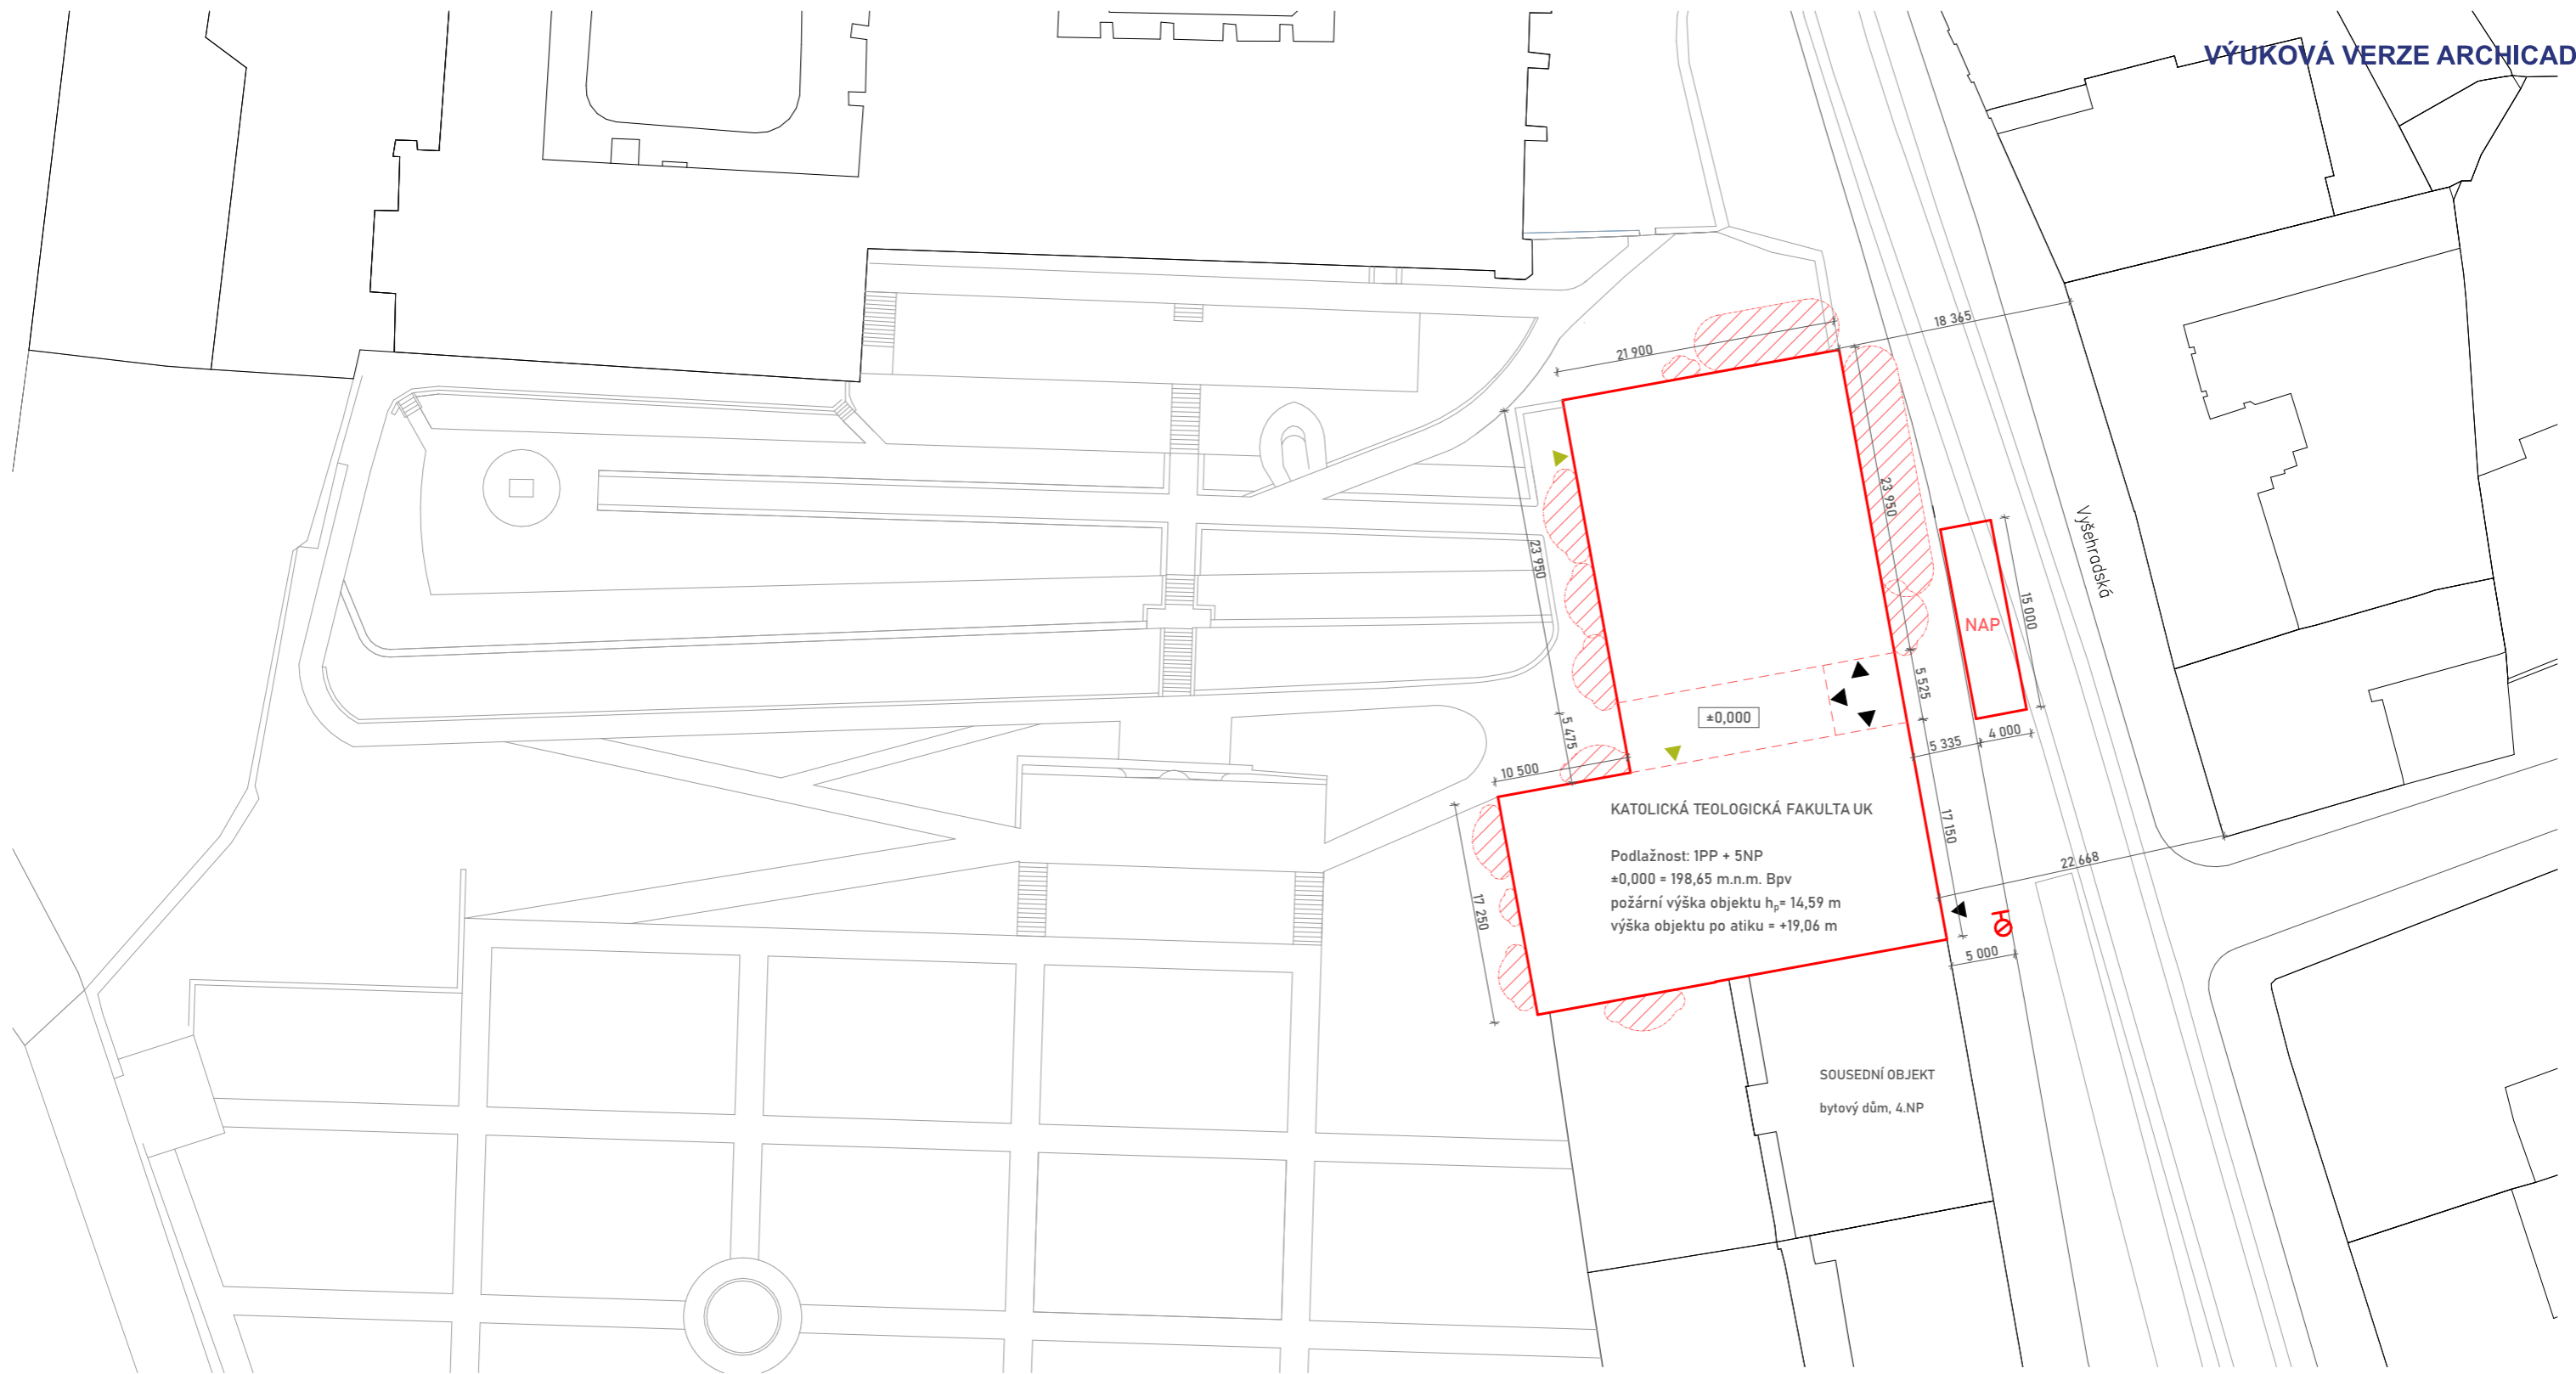 VÝUKOVÁ VERZE ARCHICAD
18 365
21 900
23 950
23 950
Vyšehradská
15 000
NAP
5 525
±0,000
5 475
5 335
4 000
10 500
KATOLICKÁ TEOLOGICKÁ FAKULTA UK
17 150
Podlažnost: 1PP + 5NP
±0,000 = 198,65 m.n.m. Bpv
požární výška objektu hₚ= 14,59 m
výška objektu po atiku = +19,06 m
22 668
17 250
5 000
SOUSEDNÍ OBJEKT
bytový dům, 4.NP